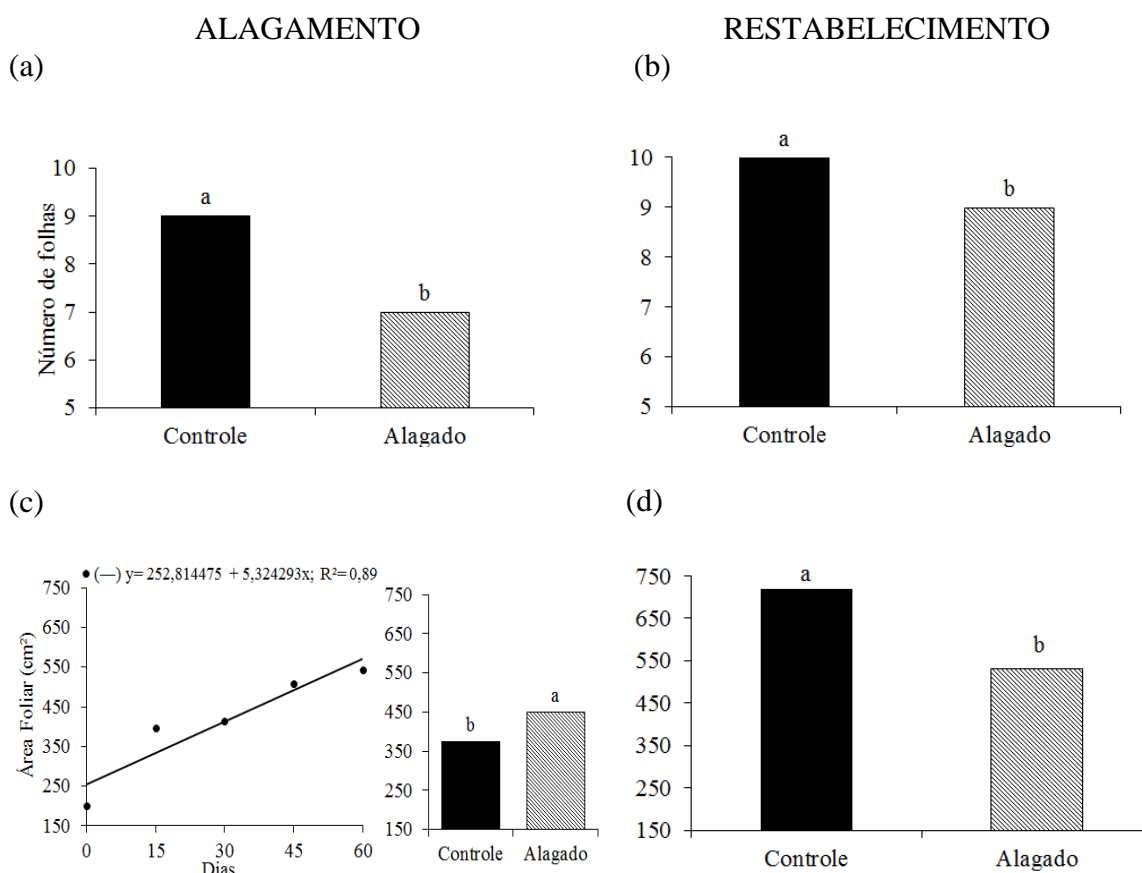 ALAGAMENTO
RESTABELECIMENTO
(a)
(b)
Número de folhas
10
9
8
7
6
5
a
b
Controle
Alagado
10
9
8
7
6
5
a
b
Controle
Alagado
(c)
(d)
(—) y= 252,814475 + 5,324293x; R²= 0,89
Área Foliar (cm²)
750
650
550
450
350
250
150
0
15
30
45
60
Dias
750
650
550
450
350
250
150
b
a
Controle
Alagado
750
650
550
450
350
250
150
a
b
Controle
Alagado